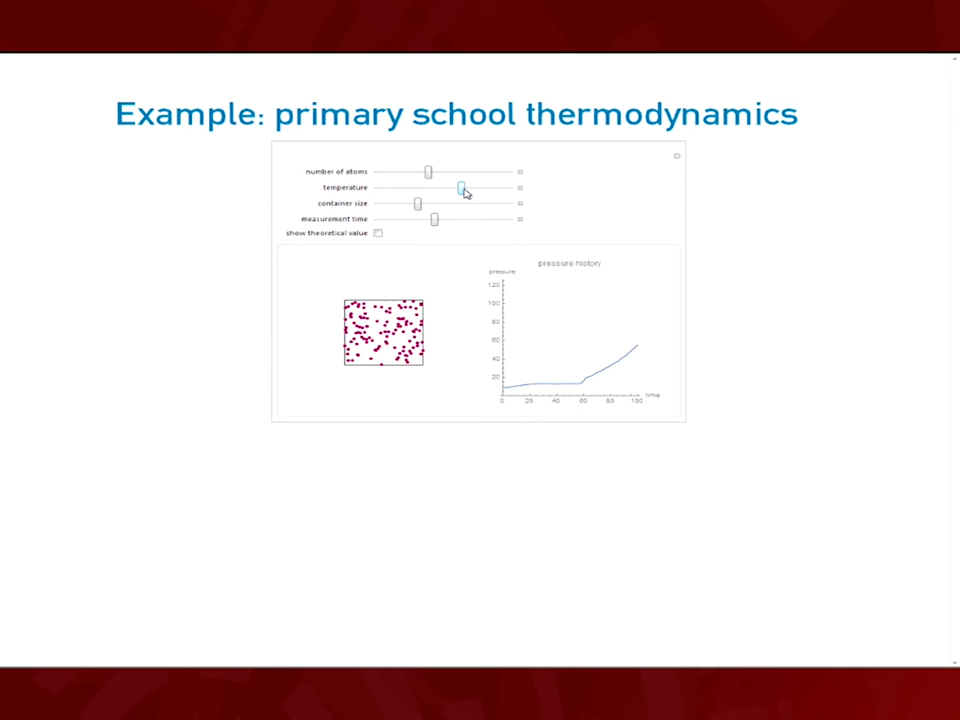 Example: primary school thermodynamics
number of atoms
temperature
container size
measurement time
show theoretical value
pressure history
pressure
120
100
80
60
40
20
0 20 40 60 80 100 time